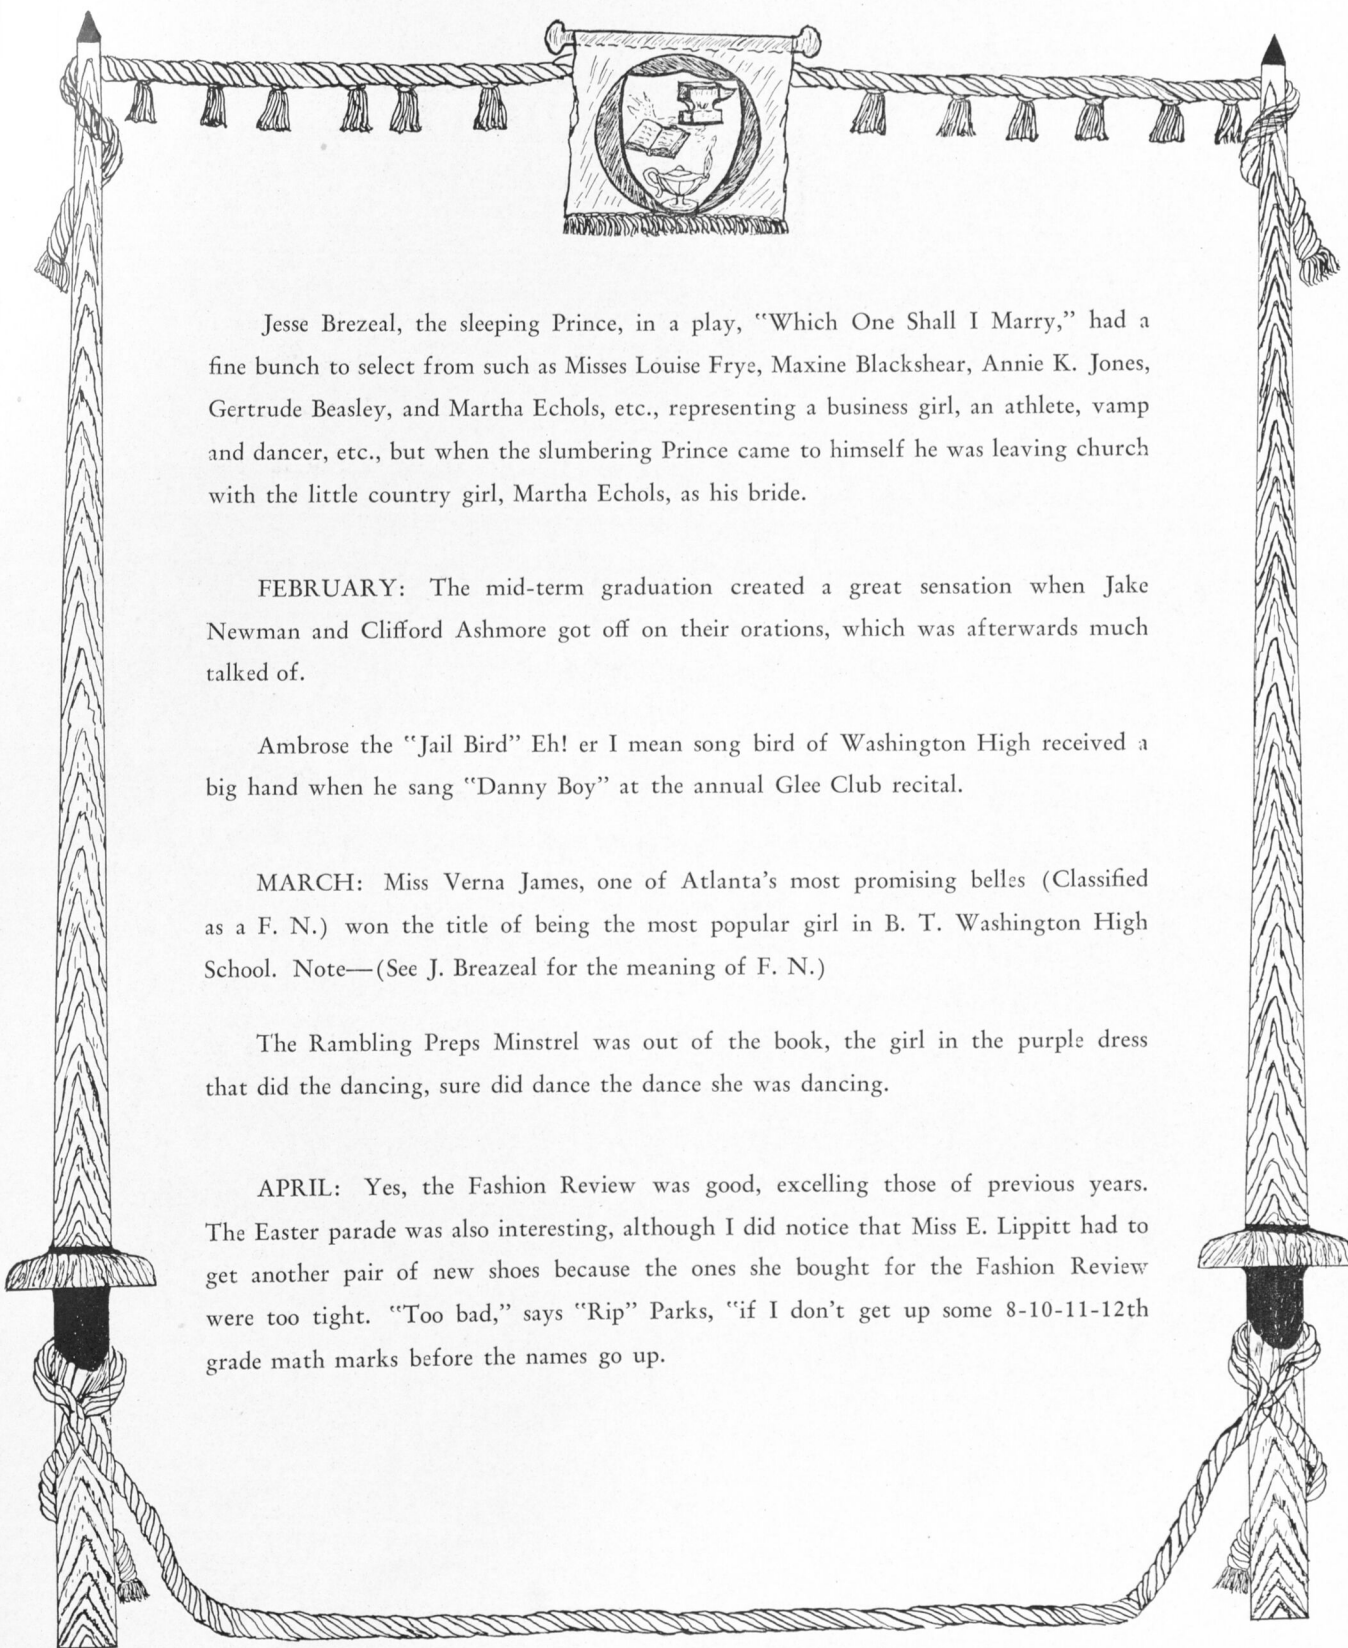 Jesse Brezeal, the sleeping Prince, in a play, "Which One Shall I Marry," had a
fine bunch to select from such as Misses Louise Frye, Maxine Blackshear, Annie K. Jones,
Gertrude Beasley, and Martha Echols, etc., representing a business girl, an athlete, vamp
and dancer, etc., but when the slumbering Prince came to himself he was leaving church
with the little country girl, Martha Echols, as his bride.
FEBRUARY: The mid-term graduation created a great sensation when Jake
Newman and Clifford Ashmore got off on their orations, which was afterwards much
talked of.
Ambrose the "Jail Bird" Eh! er I mean song bird of Washington High received a
big hand when he sang "Danny Boy" at the annual Glee Club recital.
MARCH: Miss Verna James, one of Atlanta's most promising belles (Classified
as a F. N.) won the title of being the most popular girl in B. T. Washington High
School. Note—(See J. Breazeal for the meaning of F. N.)
The Rambling Preps Minstrel was out of the book, the girl in the purple dress
that did the dancing, sure did dance the dance she was dancing.
APRIL: Yes, the Fashion Review was good, excelling those of previous years.
The Easter parade was also interesting, although I did notice that Miss E. Lippitt had to
get another pair of new shoes because the ones she bought for the Fashion Review
were too tight. "Too bad," says "Rip" Parks, "if I don't get up some 8-10-11-12th
grade math marks before the names go up.